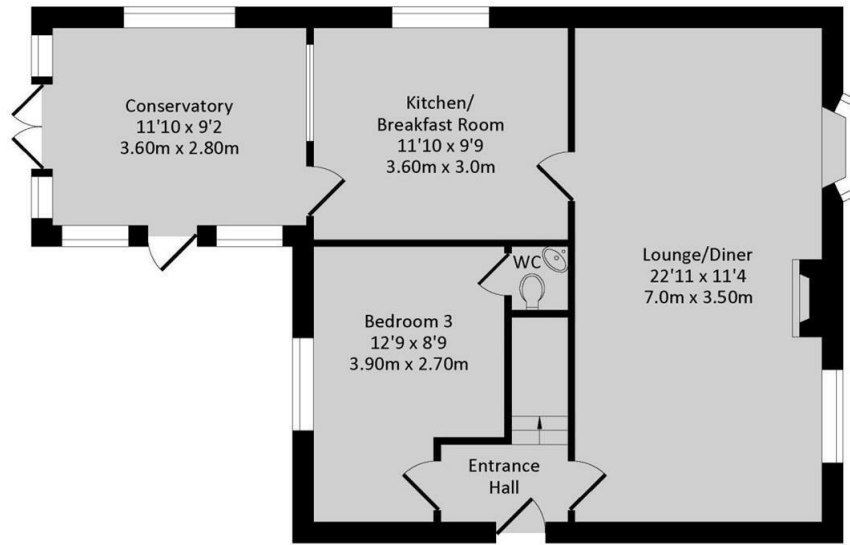 Conservatory
11'10 x 9'2
3.60m x 2.80m
Kitchen/
Breakfast Room
11'10 x 9'9
3.60m x 3.0m
Lounge/Diner
22'11 x 11'4
7.0m x 3.50m
WC
Bedroom 3
12'9 x 8'9
3.90m x 2.70m
Entrance
Hall